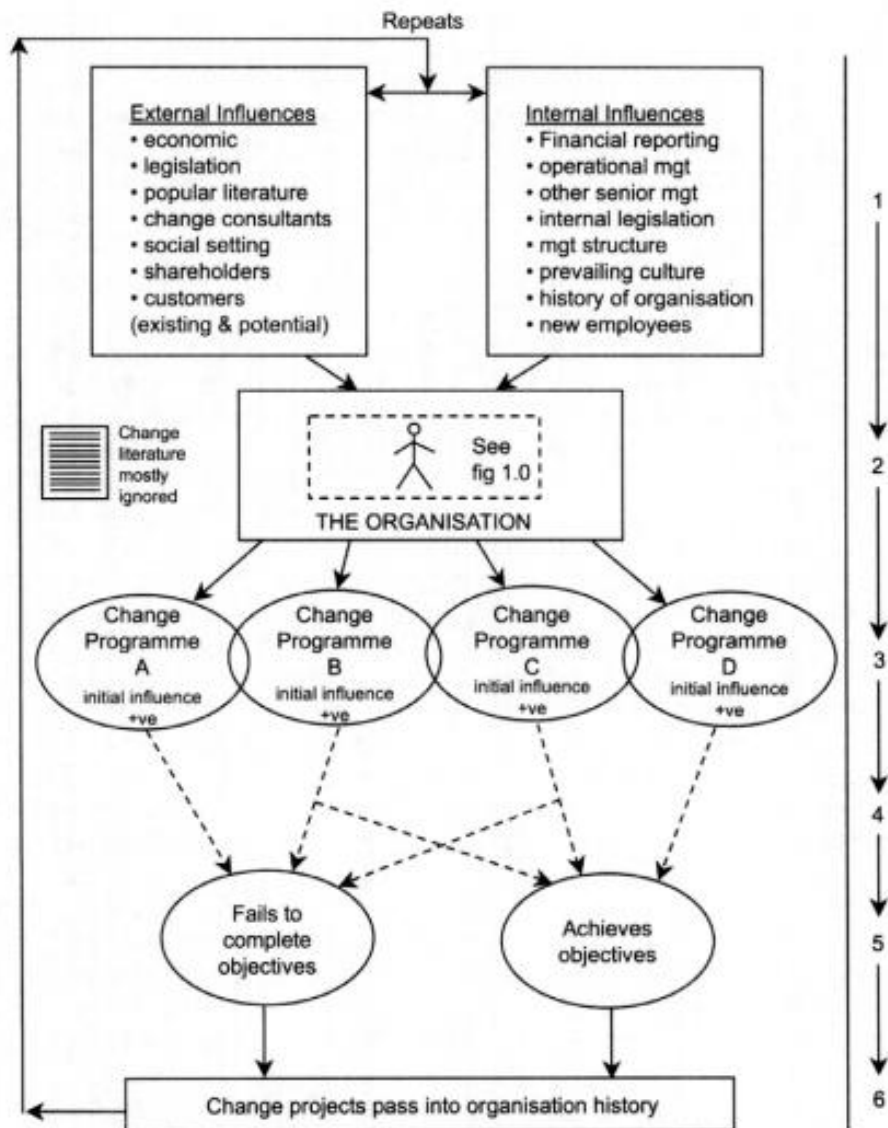 Repeats
External Influences
• economic
• legislation
• popular literature
• change consultants
• social setting
• shareholders
• customers
(existing & potential)
Internal Influences
• Financial reporting
• operational mgt
• other senior mgt
• internal legislation
• mgt structure
• prevailing culture
• history of organisation
• new employees
1
Change
literature
mostly
ignored
See
fig 1.0
THE ORGANISATION
2
Change
Programme
A
initial influence
+ve
Change
Programme
B
initial influence
+ve
Change
Programme
C
initial influence
+ve
Change
Programme
D
initial influence
+ve
3
4
Fails to
complete
objectives
Achieves
objectives
5
Change projects pass into organisation history
6